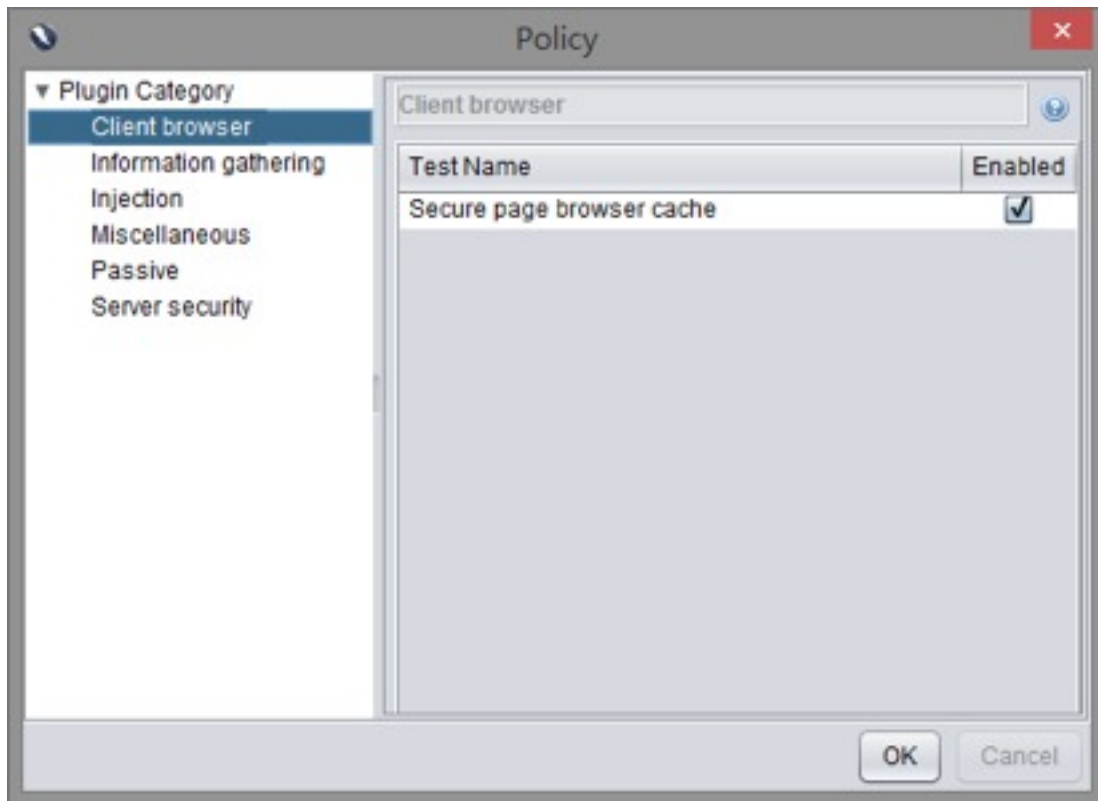 Policy
Plugin Category
Client browser
Information gathering
Injection
Miscellaneous
Passive
Server security
Client browser
Test Name Enabled
Secure page browser cache
OK Cancel